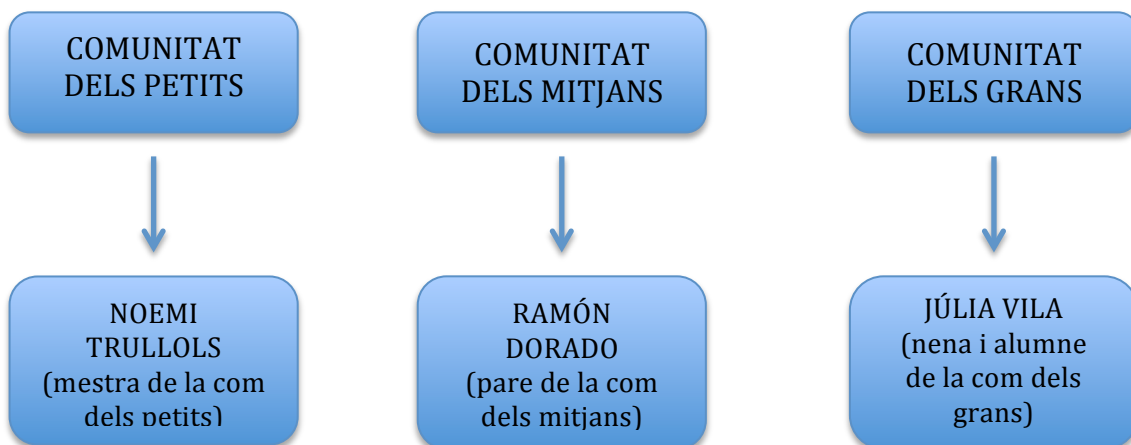 COMUNITAT
DELS PETITS
COMUNITAT
DELS MITJANS
COMUNITAT
DELS GRANS
NOEMI
TRULLOLS
(mestra de la com
dels petits)
RAMÓN
DORADO
(pare de la com
dels mitjans)
JÚLIA VILA
(nena i alumne
de la com dels
grans)